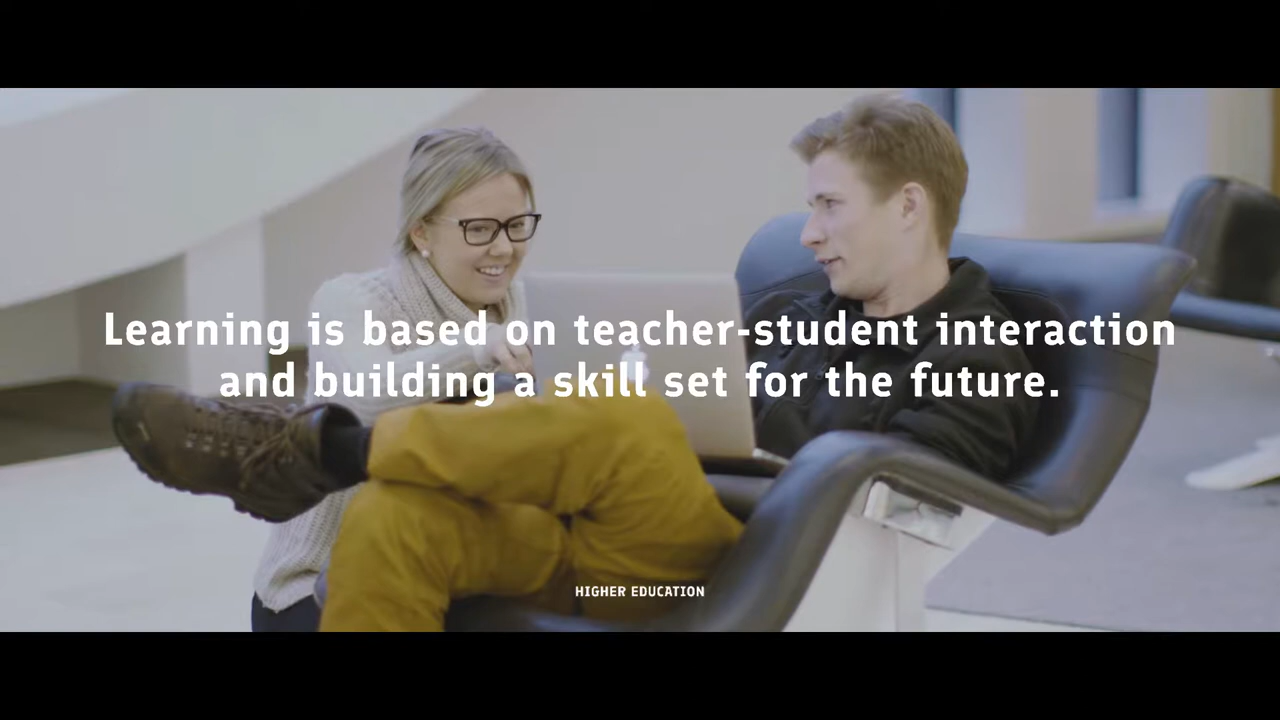 Learning is based on teacher-student interaction
and building a skill set for the future.
HIGHER EDUCATION